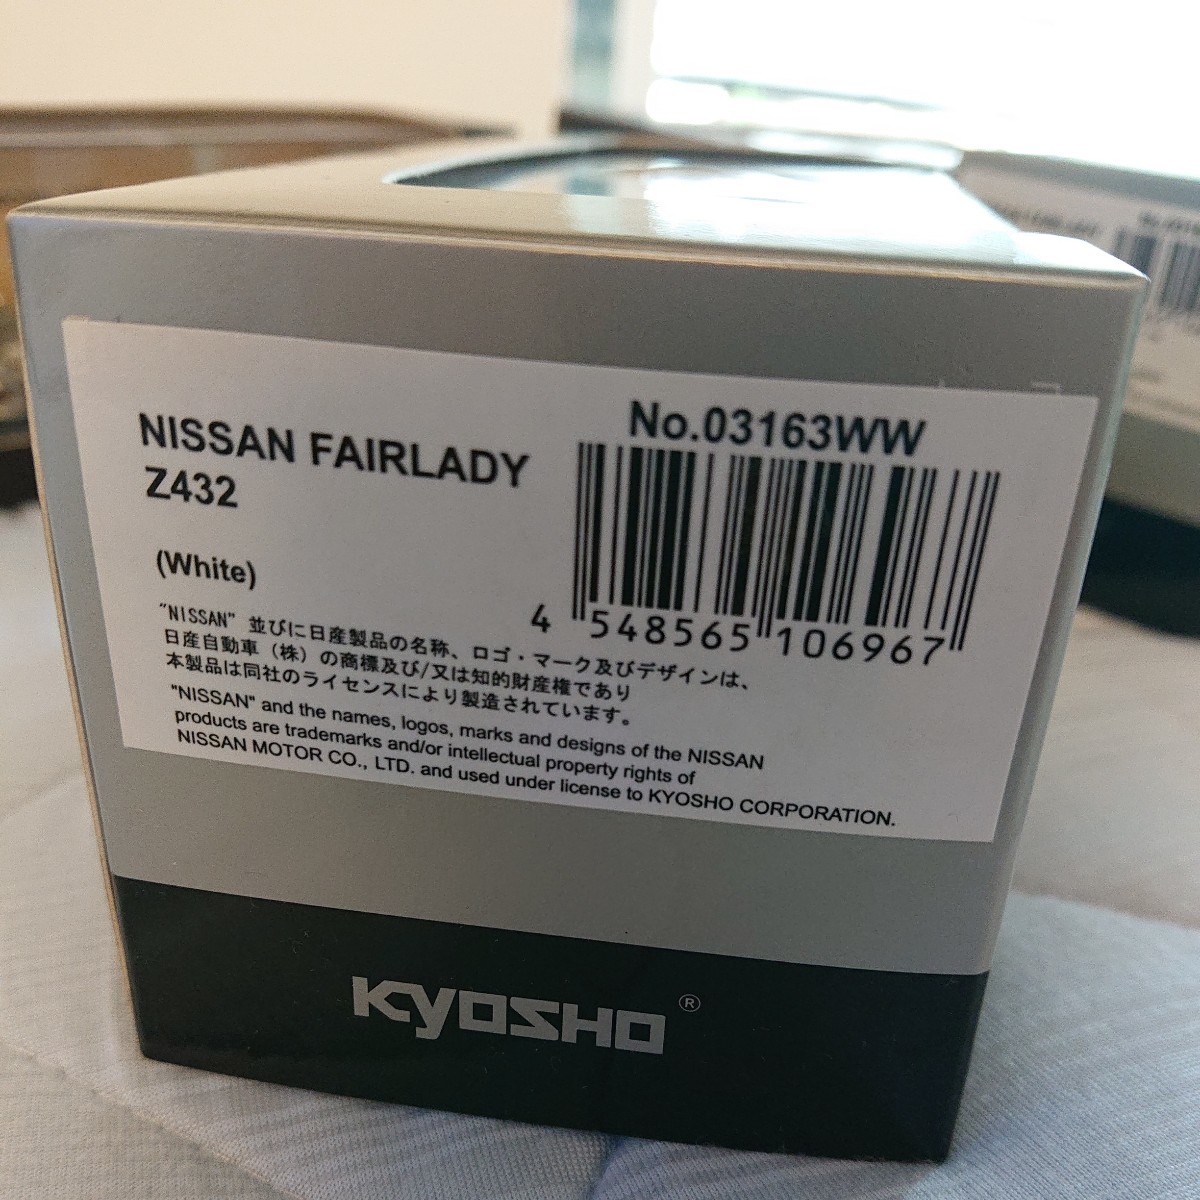 NISSAN FAIRLADY
Z432
(White)
No.03163WW
4 548565 106967
"NISSAN" 並びに日産製品の名称、ロゴ・マーク及びデザインは、
日産自動車（株）の商標及び/又は知的財産権であり
本製品は同社のライセンスにより製造されています。
"NISSAN" and the names, logos, marks and designs of the NISSAN
products are trademarks and/or intellectual property rights of
NISSAN MOTOR CO., LTD. and used under license to KYOSHO CORPORATION.
KYOSHO ®